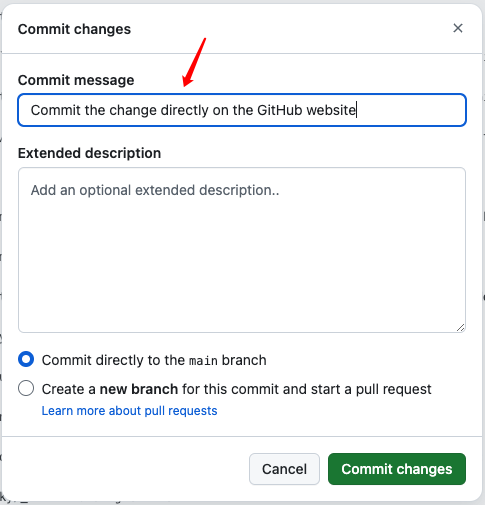 Commit changes
Commit message
Commit the change directly on the GitHub website
Extended description
Add an optional extended description..
Commit directly to the main branch
Create a new branch for this commit and start a pull request
Learn more about pull requests
Cancel
Commit changes